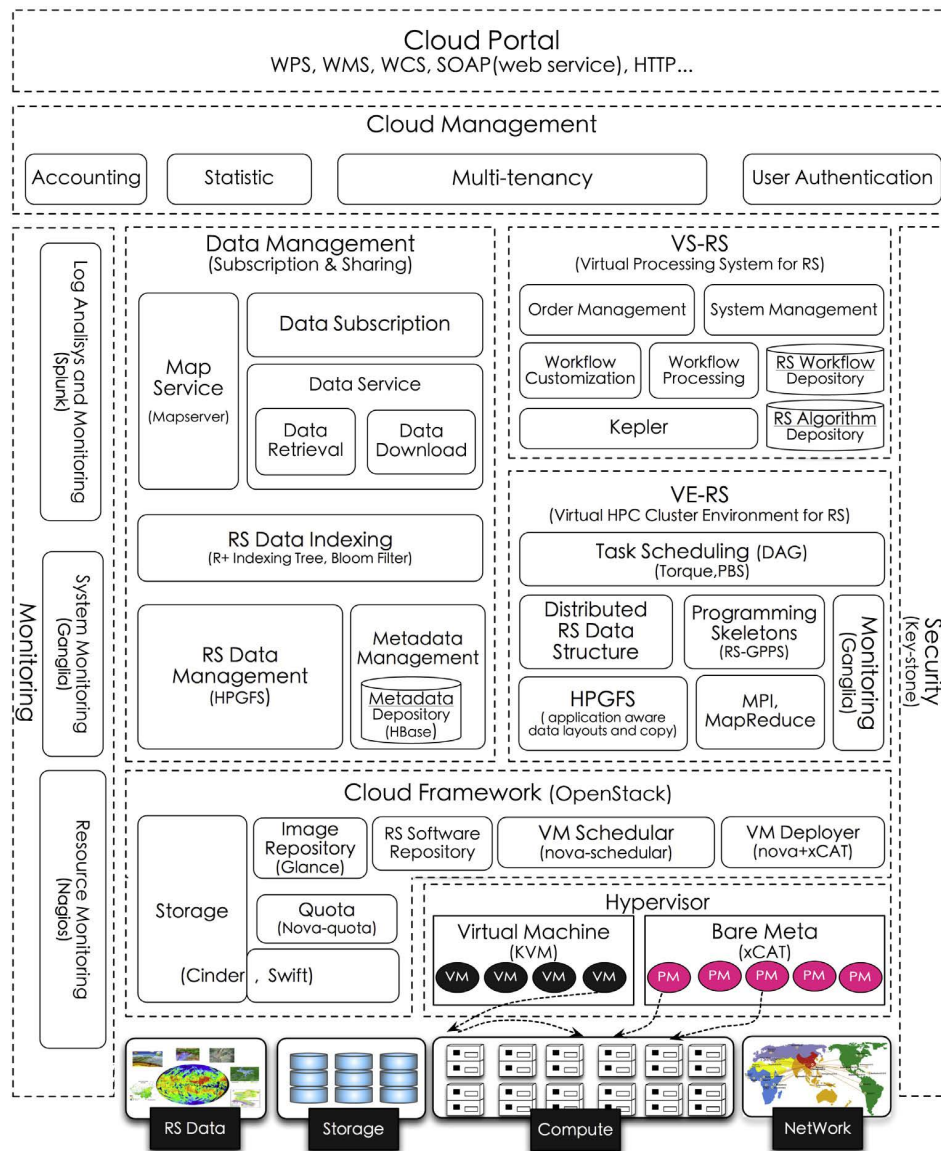 Cloud Portal
WPS, WMS, WCS, SOAP(web service), HTTP...
Cloud Management
Accounting
Statistic
Multi-tenancy
User Authentication
Monitoring
Log Analisys and Monitoring
(Splunk)
System Monitoring
(Ganglia)
Resource Monitoring
(Nagios)
Data Management
(Subscription & Sharing)
Map
Service
(Mapserver)
Data Subscription
Data Service
Data
Retrieval
Data
Download
RS Data Indexing
(R+ Indexing Tree, Bloom Filter)
RS Data
Management
(HPGFS)
Metadata
Management
Metadata
Depository
(HBase)
VS-RS
(Virtual Processing System for RS)
Order Management
System Management
Workflow
Customization
Workflow
Processing
RS Workflow
Depository
Kepler
RS Algorithm
Depository
VE-RS
(Virtual HPC Cluster Environment for RS)
Task Scheduling (DAG)
(Torque,PBS)
Distributed
RS Data
Structure
Programming
Skeletons
(RS-GPPS)
Monitoring
(Ganglia)
HPGFS
( application aware
data layouts and copy)
MPI,
MapReduce
Security
(Key-stone)
Cloud Framework (OpenStack)
Storage
(Cinder , Swift)
Image
Repository
(Glance)
RS Software
Repository
VM Schedular
(nova-schedular)
VM Deployer
(nova+xCAT)
Quota
(Nova-quota)
Hypervisor
Virtual Machine
(KVM)
VM VM VM VM
Bare Meta
(xCAT)
PM PM PM PM PM
RS Data
Storage
Compute
NetWork